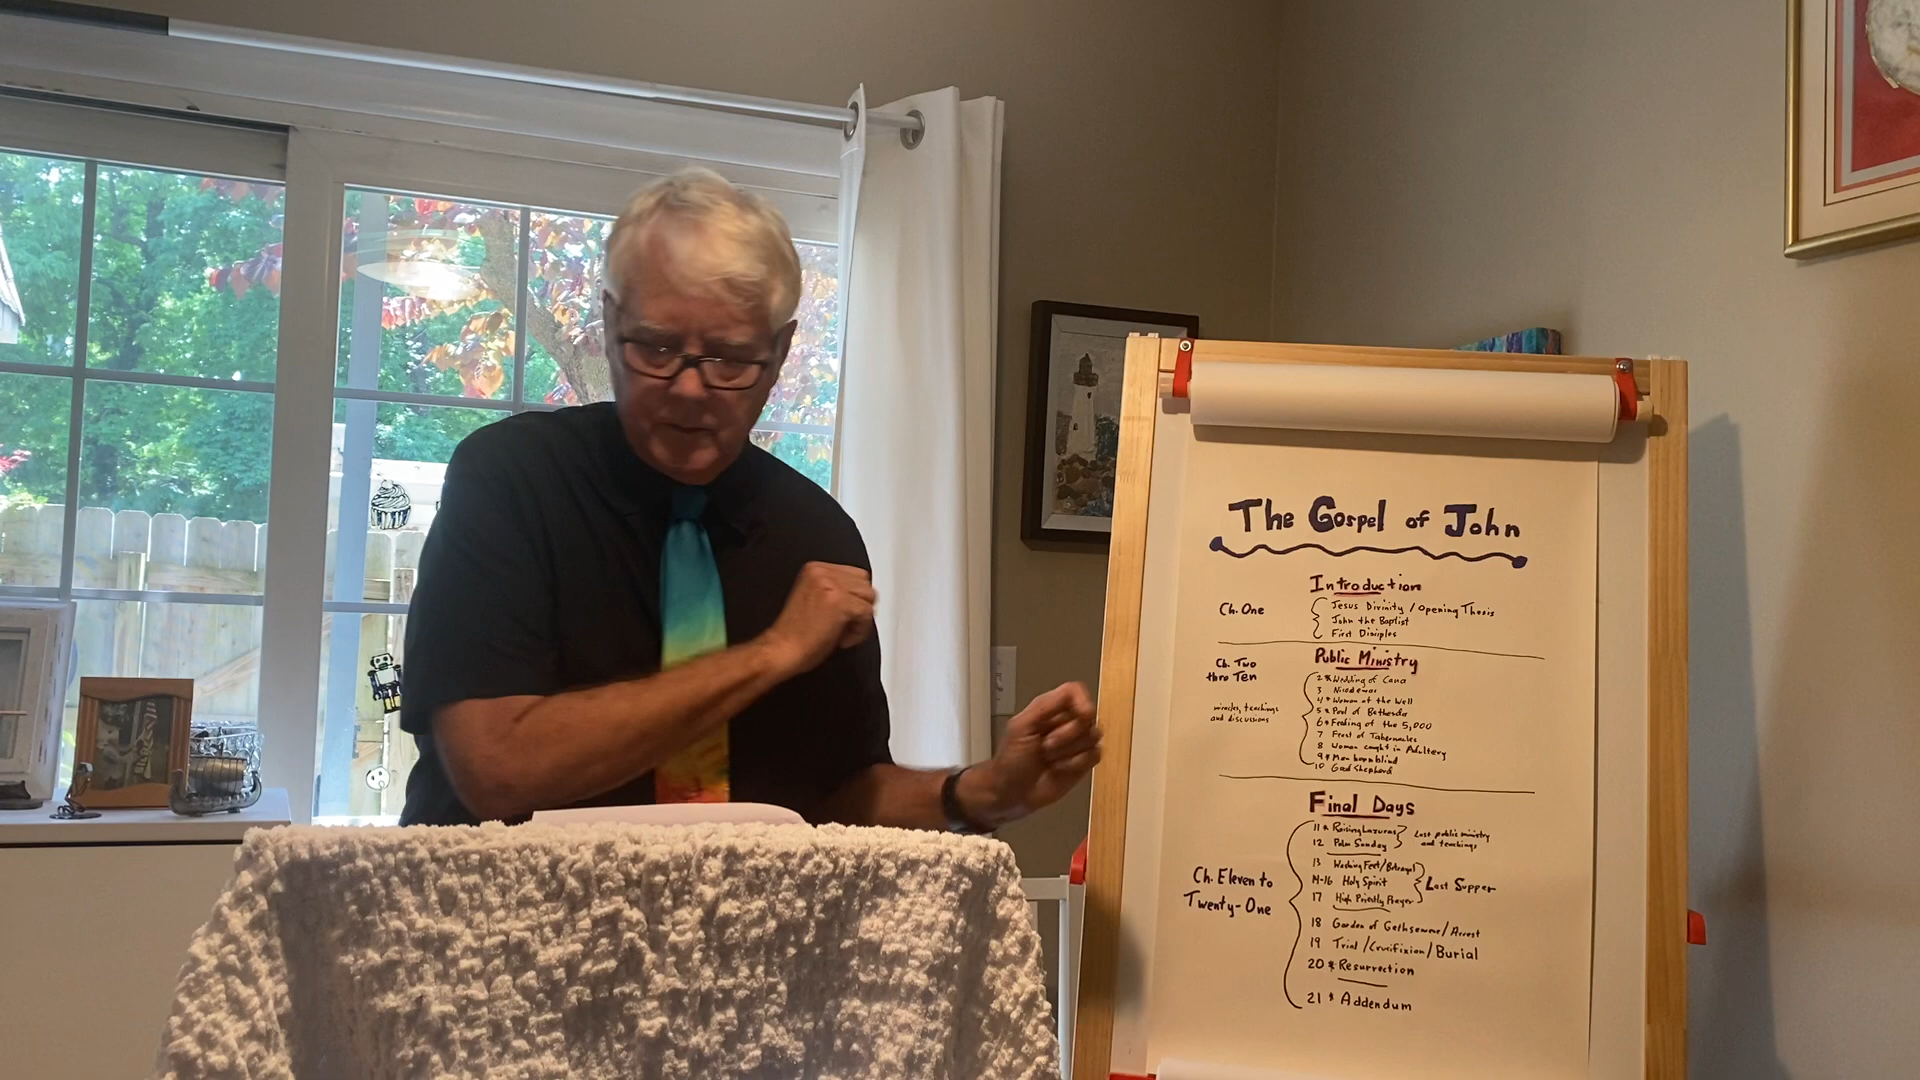 The Gospel of John
Introduction
Ch. One
Jesus Divinity / Opening Thesis
John the Baptist
First Disciples
Public Ministry
Ch. Two
thru Ten
miracles, teachings
and discussions
2* Wedding of Cana
3 Nicodemus
4* Woman at the Well
5* Pool of Bethesda
6* Feeding of the 5,000
7 Feast of Tabernacles
8 Woman caught in Adultery
9* Man born blind
10 Good Shepherd
Final Days
Ch. Eleven to
Twenty-One
11* Raising Lazarus
12 Palm Sunday
Last public ministry
and teachings
13 Washing Feet/Betrayal
14-16 Holy Spirit
17 High Priestly Prayer
Last Supper
18 Garden of Gethsemene/Arrest
19 Trial/Crucifixion/Burial
20* Resurrection
21* Addendum